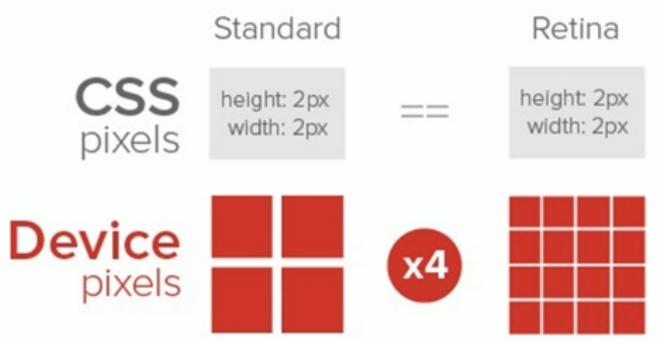 Standard
Retina
CSS
pixels
height: 2px
width: 2px
==
height: 2px
width: 2px
Device
pixels
x4